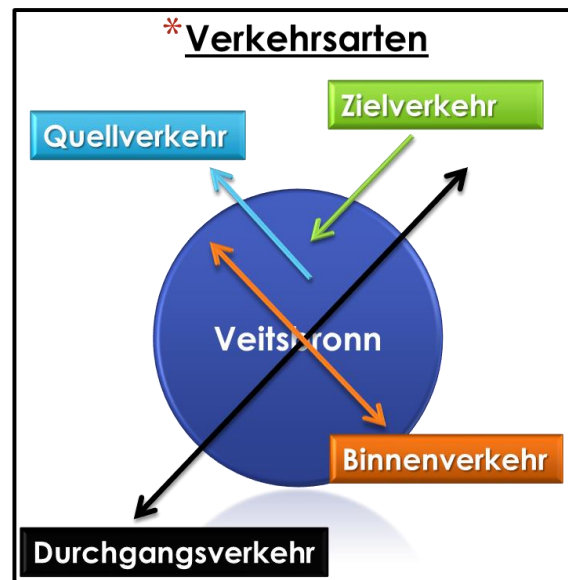 *Verkehrsarten
Zielverkehr
Quellverkehr
Veitsbronn
Binnenverkehr
Durchgangsverkehr